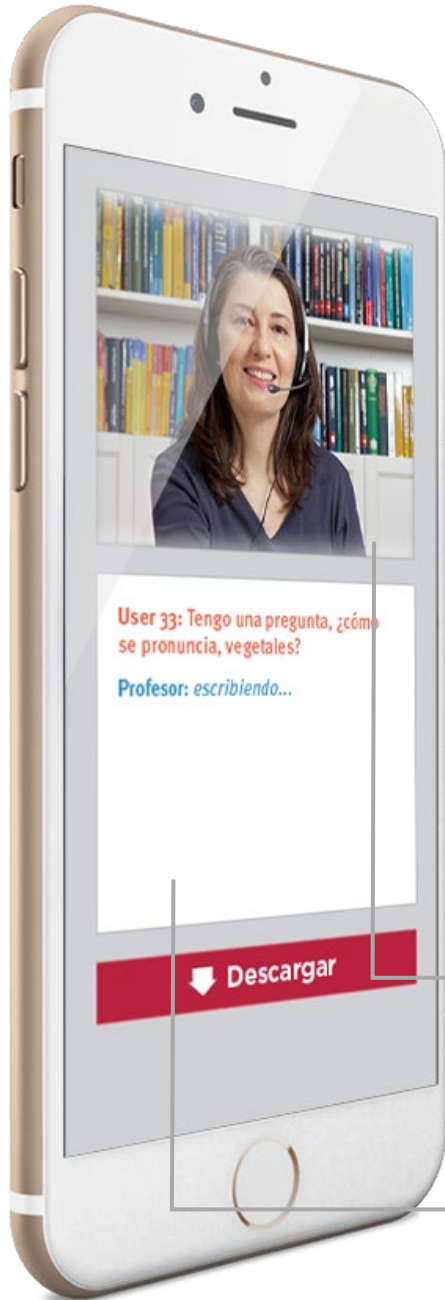 User 33: Tengo una pregunta, ¿cómo
se pronuncia, vegetales?
Profesor: escribiendo...
Descargar